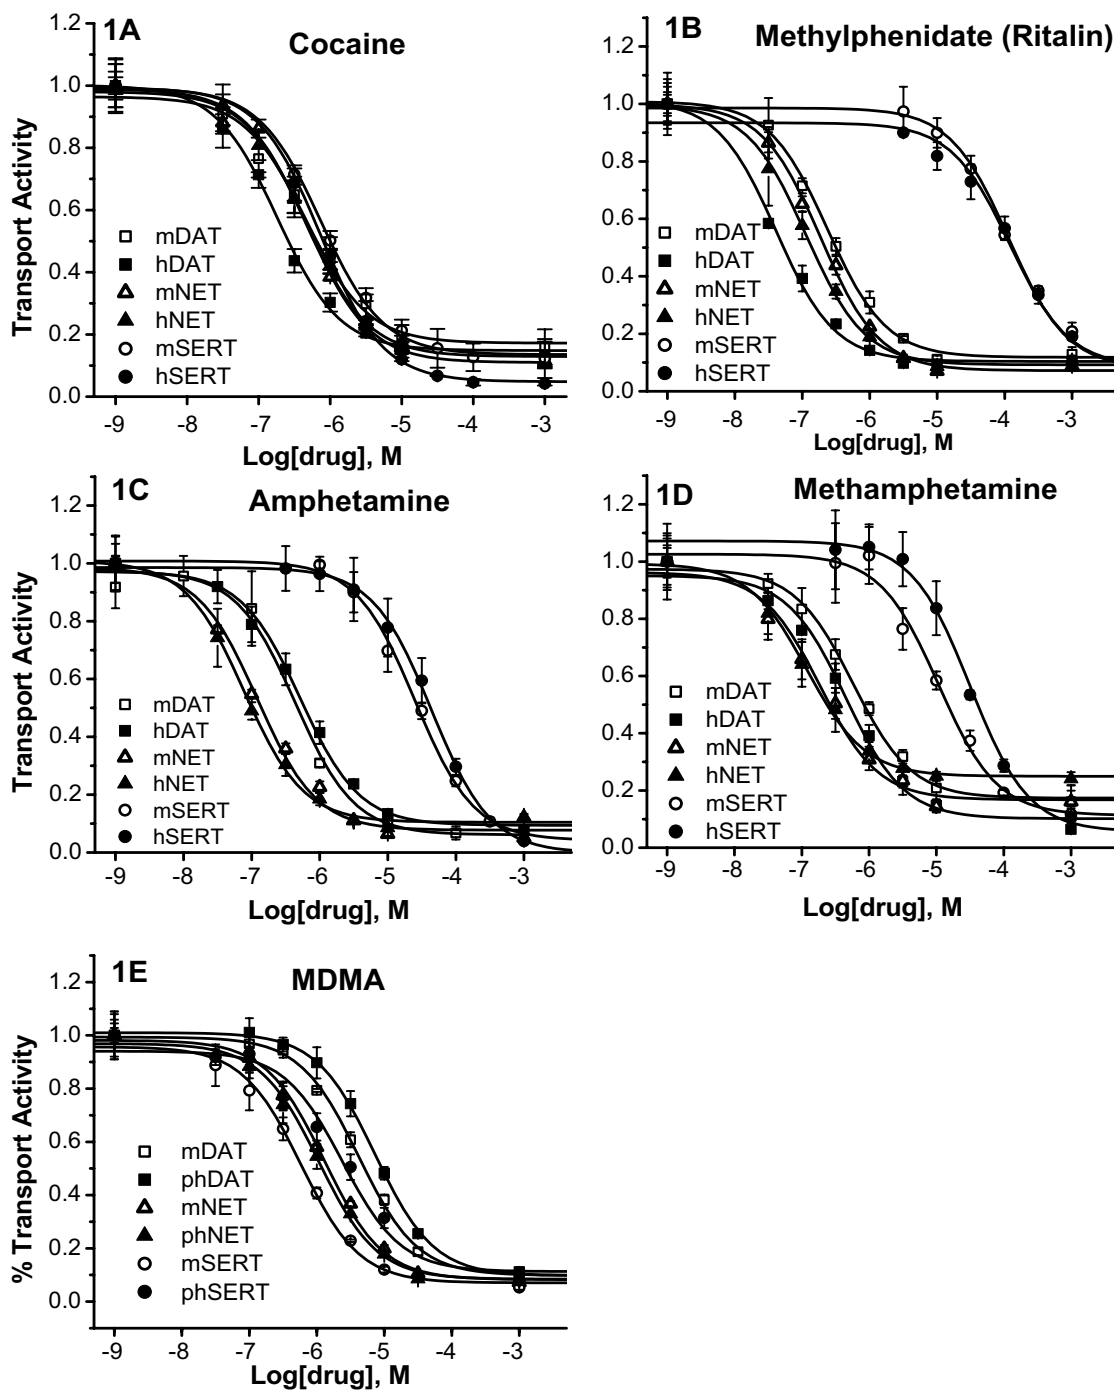 1A
Cocaine
1.2
1.0
0.8
0.6
0.4
0.2
0.0
Transport Activity
mDAT
hDAT
mNET
hNET
mSERT
hSERT
-9 -8 -7 -6 -5 -4 -3
Log[drug], M
1B
Methylphenidate (Ritalin)
1.2
1.0
0.8
0.6
0.4
0.2
0.0
Transport Activity
mDAT
hDAT
mNET
hNET
mSERT
hSERT
-9 -8 -7 -6 -5 -4 -3
Log[drug], M
1C
Amphetamine
1.2
1.0
0.8
0.6
0.4
0.2
0.0
Transport Activity
mDAT
hDAT
mNET
hNET
mSERT
hSERT
-9 -8 -7 -6 -5 -4 -3
Log[drug], M
1D
Methamphetamine
1.2
1.0
0.8
0.6
0.4
0.2
0.0
Transport Activity
mDAT
hDAT
mNET
hNET
mSERT
hSERT
-9 -8 -7 -6 -5 -4 -3
Log[drug], M
1E
MDMA
1.2
1.0
0.8
0.6
0.4
0.2
0.0
% Transport Activity
mDAT
phDAT
mNET
phNET
mSERT
phSERT
-9 -8 -7 -6 -5 -4 -3
Log[drug], M